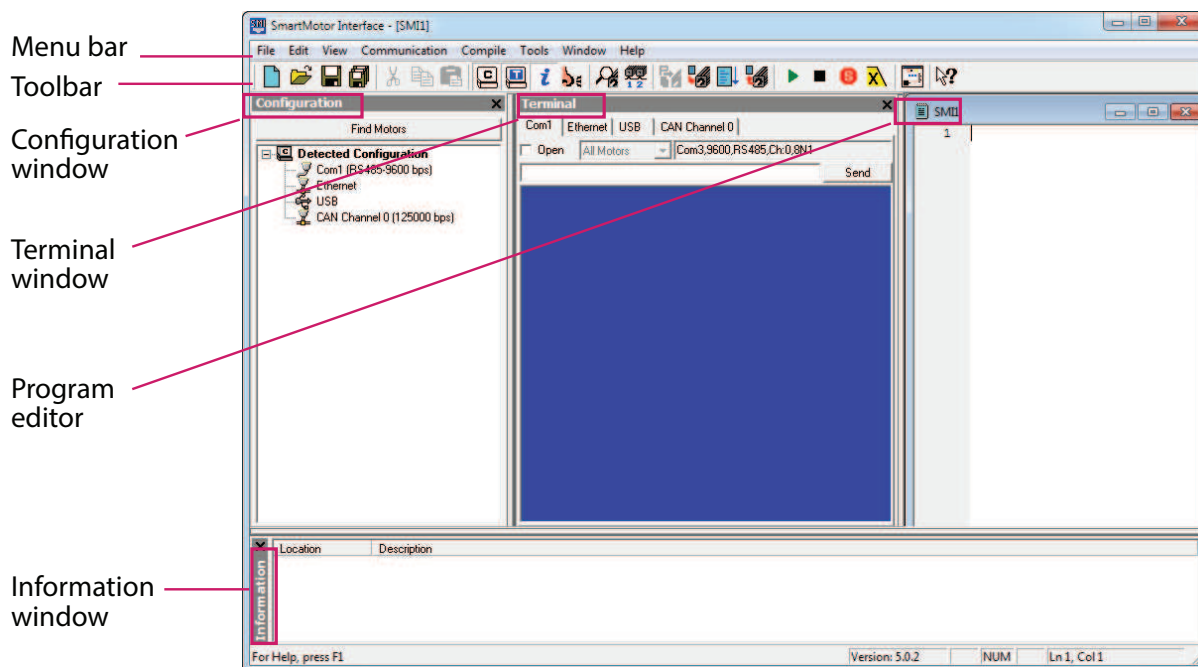 Menu bar
Toolbar
Configuration
window
Terminal
window
Program
editor
Information
window
SmartMotor Interface - [SMI1]
File Edit View Communication Compile Tools Window Help
Configuration
Find Motors
Detected Configuration
Com1 (RS485-9600 bps)
Ethernet
USB
CAN Channel 0 (125000 bps)
Terminal
Com1 Ethernet USB CAN Channel 0
Open All Motors Com3,9600,RS485,Ch:0,8N1
Send
SMI1
1
Location Description
Information
For Help, press F1 Version: 5.0.2 NUM Ln 1, Col 1